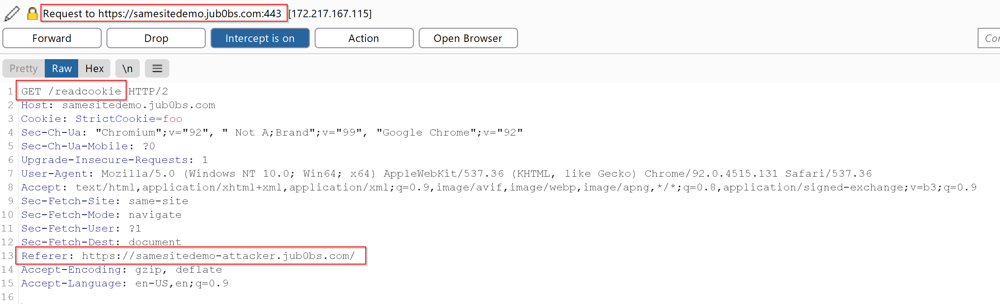 Request to https://samesitedemo.jub0bs.com:443 [172.217.167.115]
Forward Drop Intercept is on Action Open Browser
Pretty Raw Hex \n
1 GET /readcookie HTTP/2
2 Host: samesitedemo.jub0bs.com
3 Cookie: StrictCookie=foo
4 Sec-Ch-Ua: "Chromium";v="92", " Not A;Brand";v="99", "Google Chrome";v="92"
5 Sec-Ch-Ua-Mobile: ?0
6 Upgrade-Insecure-Requests: 1
7 User-Agent: Mozilla/5.0 (Windows NT 10.0; Win64; x64) AppleWebKit/537.36 (KHTML, like Gecko) Chrome/92.0.4515.131 Safari/537.36
8 Accept: text/html,application/xhtml+xml,application/xml;q=0.9,image/avif,image/webp,image/apng,*/*;q=0.8,application/signed-exchange;v=b3;q=0.9
9 Sec-Fetch-Site: same-site
10 Sec-Fetch-Mode: navigate
11 Sec-Fetch-User: ?1
12 Sec-Fetch-Dest: document
13 Referer: https://samesitedemo-attacker.jub0bs.com/
14 Accept-Encoding: gzip, deflate
15 Accept-Language: en-US,en;q=0.9
16